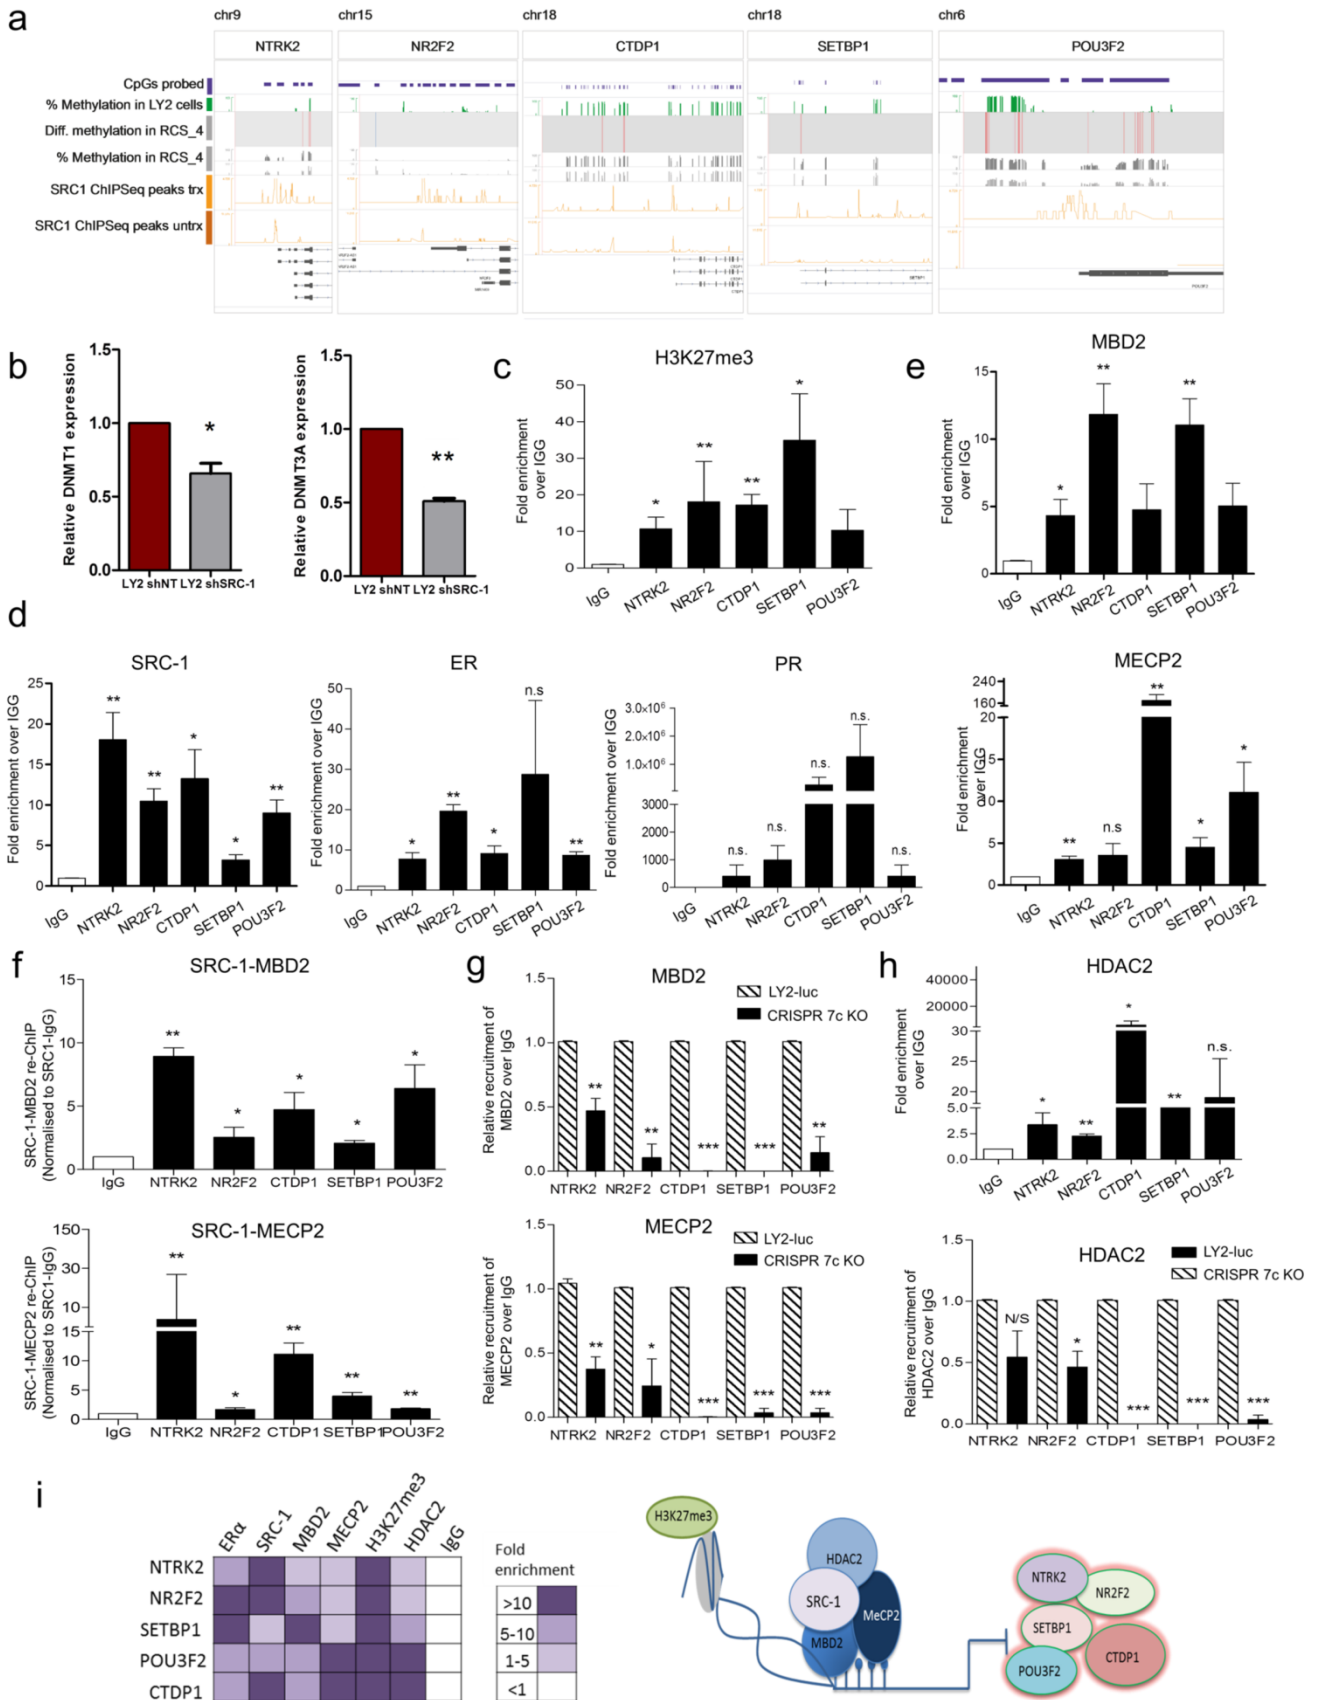 a
chr9 chr15 chr18 chr18 chr6
NTRK2 NR2F2 CTDP1 SETBP1 POU3F2
CpGs probed
% Methylation in LY2 cells
Diff. methylation in RCS_4
% Methylation in RCS_4
SRC1 ChIPSeq peaks trx
SRC1 ChIPSeq peaks untrx
SETBP1
POU3F2
b
Relative DNMT1 expression
1.5
1.0
0.5
0.0
*
LY2 shNT LY2 shSRC-1
Relative DNMT3A expression
1.5
1.0
0.5
0.0
**
LY2 shNT LY2 shSRC-1
c
H3K27me3
Fold enrichment
over IGG
50
40
30
20
10
0
* ** ** *
IgG NTRK2 NR2F2 CTDP1 SETBP1 POU3F2
e
MBD2
Fold enrichment
over IGG
15
10
5
0
* ** **
IgG NTRK2 NR2F2 CTDP1 SETBP1 POU3F2
d
SRC-1
Fold enrichment over IGG
25
20
15
10
5
0
** ** * * **
IgG NTRK2 NR2F2 CTDP1 SETBP1 POU3F2
ER
Fold enrichment over IGG
50
40
30
20
10
0
* ** * n.s **
IgG NTRK2 NR2F2 CTDP1 SETBP1 POU3F2
PR
Fold enrichment over IGG
3.0×10⁶
2.0×10⁶
1.0×10⁶
3000
2000
1000
0
n.s. n.s. n.s. n.s. n.s.
IgG NTRK2 NR2F2 CTDP1 SETBP1 POU3F2
MECP2
Fold enrichment
over IGG
240
160
20
15
10
5
0
** n.s ** * *
IgG NTRK2 NR2F2 CTDP1 SETBP1 POU3F2
f
SRC-1-MBD2
SRC-1-MBD2 re-ChIP
(Normalised to SRC1-IgG)
15
10
5
0
** * * * *
IgG NTRK2 NR2F2 CTDP1 SETBP1 POU3F2
SRC-1-MECP2
SRC-1-MECP2 re-ChIP
(Normalised to SRC1-IgG)
150
30
10
15
10
5
0
** * ** ** **
IgG NTRK2 NR2F2 CTDP1 SETBP1 POU3F2
g
MBD2
LY2-luc
CRISPR 7c KO
Relative recruitment of
MBD2 over IgG
1.5
1.0
0.5
0.0
** ** *** *** **
NTRK2 NR2F2 CTDP1 SETBP1 POU3F2
MECP2
LY2-luc
CRISPR 7c KO
Relative recruitment of
MECP2 over IgG
1.5
1.0
0.5
0.0
** * *** *** ***
NTRK2 NR2F2 CTDP1 SETBP1 POU3F2
h
HDAC2
Fold enrichment
over IGG
40000
20000
30
25
20
5.0
2.5
0.0
* ** * ** n.s.
IgG NTRK2 NR2F2 CTDP1 SETBP1 POU3F2
HDAC2
LY2-luc
CRISPR 7c KO
Relative recruitment of
HDAC2 over IgG
1.5
1.0
0.5
0.0
N/S * *** *** ***
NTRK2 NR2F2 CTDP1 SETBP1 POU3F2
i
ERα SRC-1 MBD2 MECP2 H3K27me3 HDAC2 IgG
NTRK2
NR2F2
SETBP1
POU3F2
CTDP1
Fold
enrichment
>10
5-10
1-5
<1
H3K27me3
HDAC2
SRC-1
MeCP2
MBD2
NTRK2
NR2F2
SETBP1
CTDP1
POU3F2